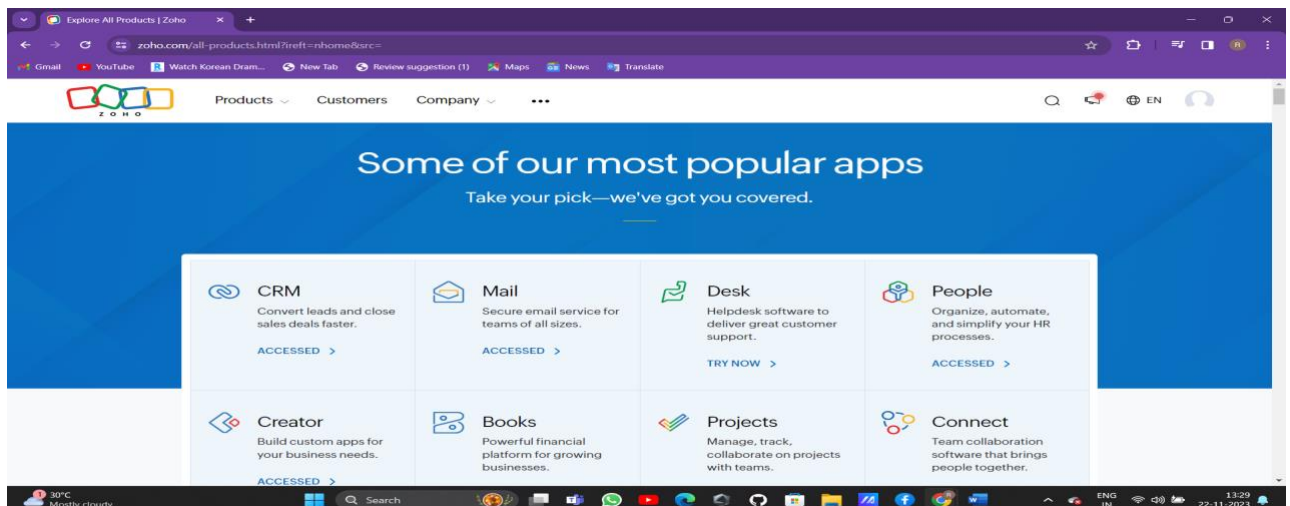 Explore All Products | Zoho
zoho.com/all-products.html?ireft=nhome&src=
Gmail YouTube Watch Korean Dram... New Tab Review suggestion (1) Maps News Translate
ZOHO
Products Customers Company EN
Some of our most popular apps
Take your pick—we've got you covered.
CRM
Convert leads and close
sales deals faster.
ACCESSED >
Mail
Secure email service for
teams of all sizes.
ACCESSED >
Desk
Helpdesk software to
deliver great customer
support.
TRY NOW >
People
Organize, automate,
and simplify your HR
processes.
ACCESSED >
Creator
Build custom apps for
your business needs.
ACCESSED >
Books
Powerful financial
platform for growing
businesses.
Projects
Manage, track,
collaborate on projects
with teams.
Connect
Team collaboration
software that brings
people together.
30°C
Mostly cloudy
Search
ENG
IN
13:29
22-11-2023